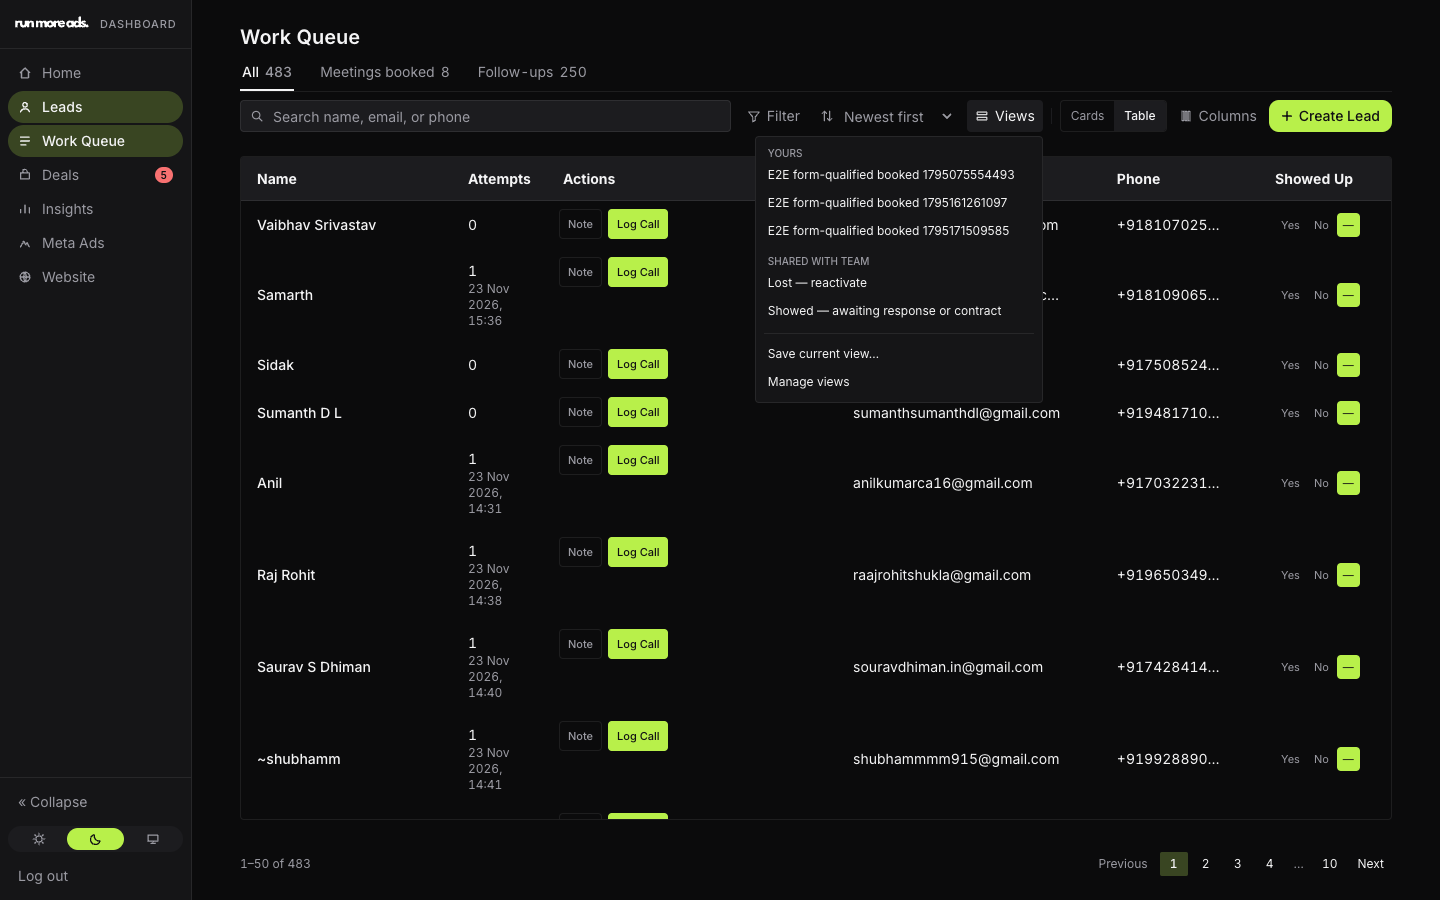 run more ads. DASHBOARD
Home
Leads
Work Queue
Deals 5
Insights
Meta Ads
Website
« Collapse
Log out
Work Queue
All 483 Meetings booked 8 Follow-ups 250
Search name, email, or phone
Filter Newest first Views Cards Table Columns + Create Lead
YOURS
E2E form-qualified booked 1795075554493
E2E form-qualified booked 1795161261097
E2E form-qualified booked 1795171509585
SHARED WITH TEAM
Lost — reactivate
Showed — awaiting response or contract
Save current view...
Manage views
Name Attempts Actions Phone Showed Up
Vaibhav Srivastav 0 Note Log Call om +918107025... Yes No —
Samarth 1 23 Nov 2026, 15:36 Note Log Call c... +918109065... Yes No —
Sidak 0 Note Log Call +917508524... Yes No —
Sumanth D L 0 Note Log Call sumanthsumanthdl@gmail.com +919481710... Yes No —
Anil 1 23 Nov 2026, 14:31 Note Log Call anilkumarca16@gmail.com +917032231... Yes No —
Raj Rohit 1 23 Nov 2026, 14:38 Note Log Call raajrohitshukla@gmail.com +919650349... Yes No —
Saurav S Dhiman 1 23 Nov 2026, 14:40 Note Log Call souravdhiman.in@gmail.com +917428414... Yes No —
~shubhamm 1 23 Nov 2026, 14:41 Note Log Call shubhammmm915@gmail.com +919928890... Yes No —
1–50 of 483
Previous 1 2 3 4 ... 10 Next